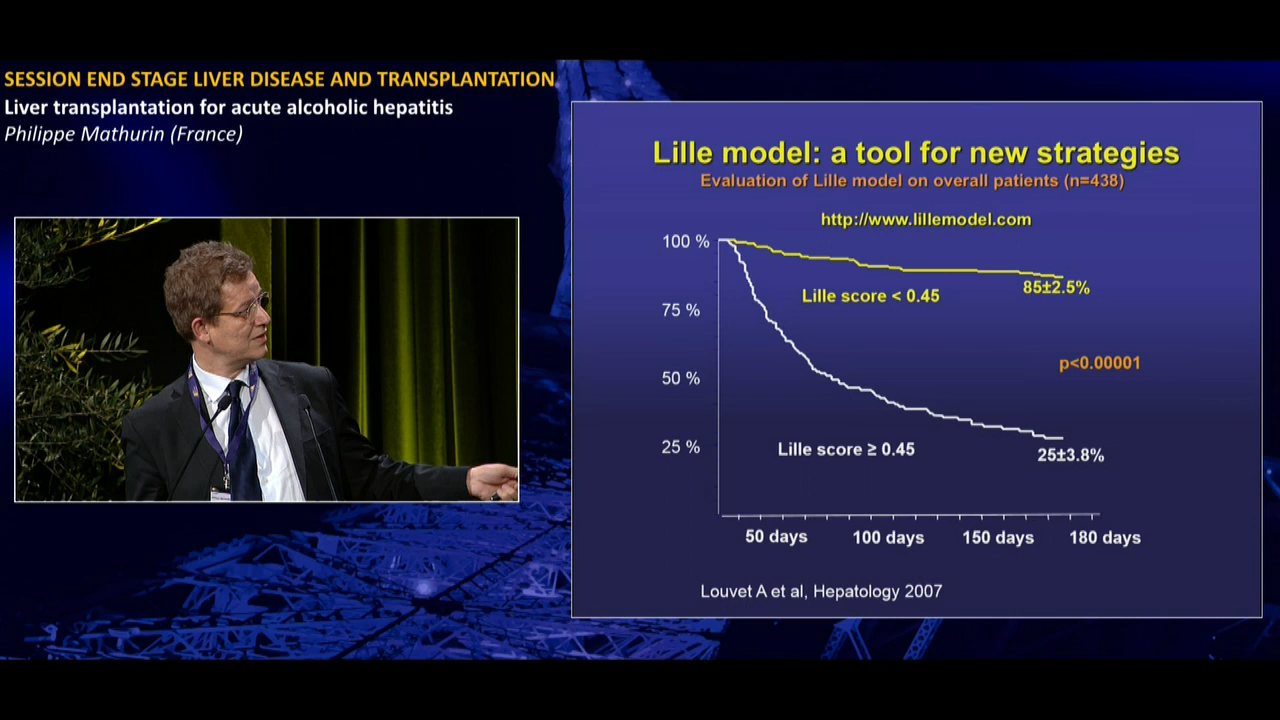 SESSION END STAGE LIVER DISEASE AND TRANSPLANTATION
Liver transplantation for acute alcoholic hepatitis
Philippe Mathurin (France)
Lille model: a tool for new strategies
Evaluation of Lille model on overall patients (n=438)
http://www.lillemodel.com
100 %
Lille score < 0.45
85±2.5%
75 %
p<0.00001
50 %
25 %
Lille score ≥ 0.45
25±3.8%
50 days
100 days
150 days
180 days
Louvet A et al, Hepatology 2007